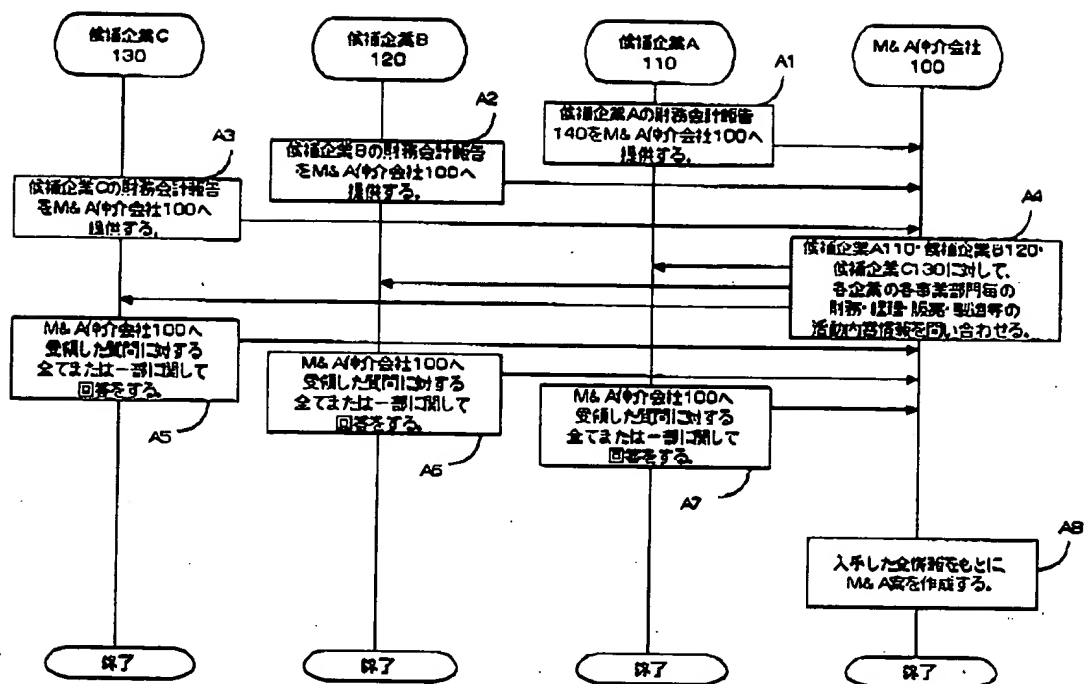 候補企業C
130
候補企業B
120
候補企業A
110
M&A仲介会社
100
A1
候補企業Aの財務会計報告
140をM&A仲介会社100へ
提供する。
A2
候補企業Bの財務会計報告
をM&A仲介会社100へ
提供する。
A3
候補企業Cの財務会計報告
をM&A仲介会社100へ
提供する。
A4
候補企業A110・候補企業B120・
候補企業C130に対して、
各企業の各事業部門毎の
財務・経理・販売・製造等の
活動内容情報を問い合わせる。
M&A仲介会社100へ
受領した質問に対する
全てまたは一部に関して
回答をする。
A5
M&A仲介会社100へ
受領した質問に対する
全てまたは一部に関して
回答をする。
A6
M&A仲介会社100へ
受領した質問に対する
全てまたは一部に関して
回答をする。
A7
A8
入手した全情報をもとに、
M&A案を作成する。
終了
終了
終了
終了